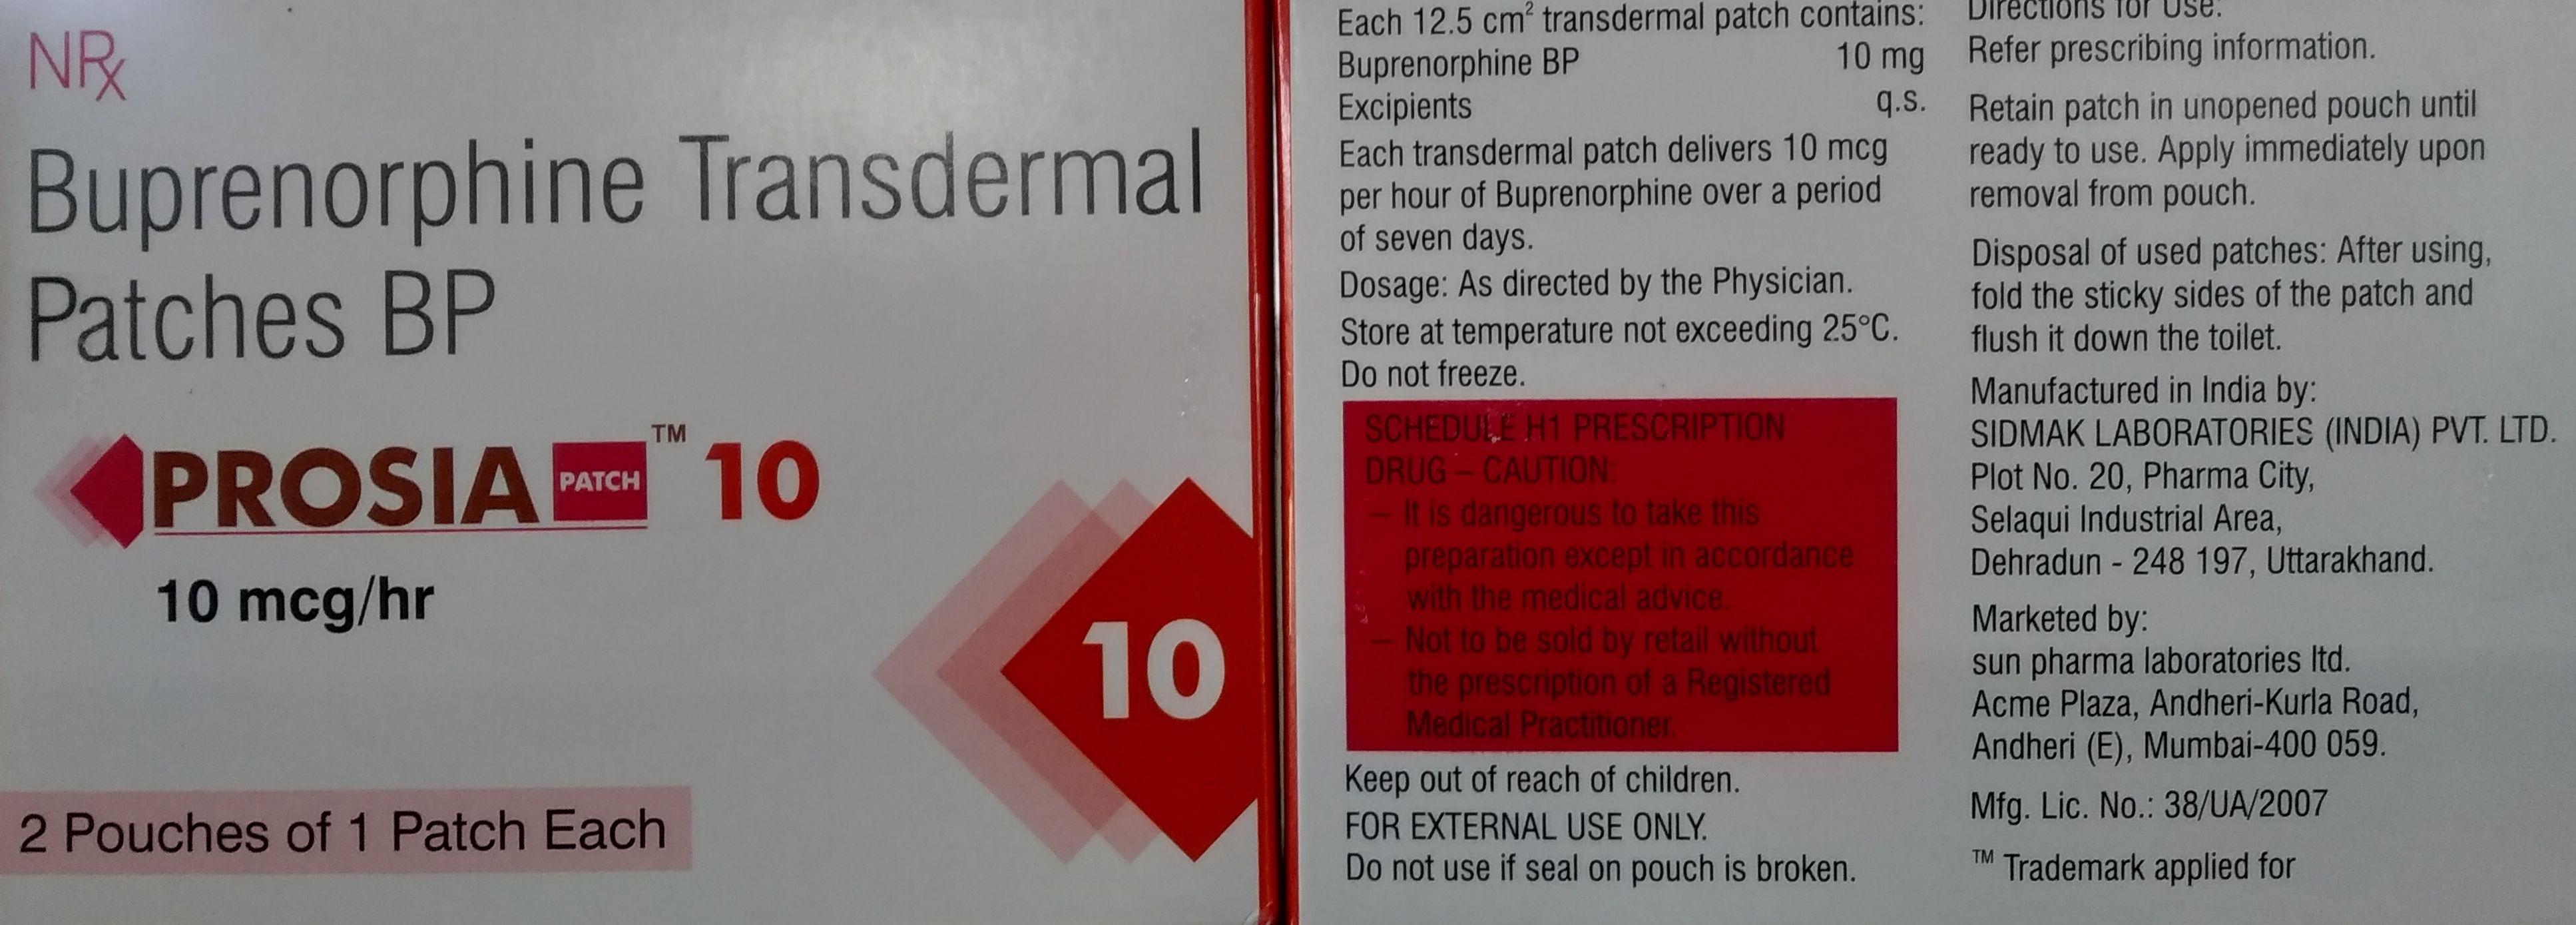 NRx
Buprenorphine Transdermal
Patches BP
PROSIA PATCH™ 10
10 mcg/hr
10
2 Pouches of 1 Patch Each
Each 12.5 cm² transdermal patch contains:
Buprenorphine BP 10 mg
Excipients q.s.
Each transdermal patch delivers 10 mcg
per hour of Buprenorphine over a period
of seven days.
Dosage: As directed by the Physician.
Store at temperature not exceeding 25°C.
Do not freeze.
SCHEDULE H1 PRESCRIPTION
DRUG – CAUTION:
– It is dangerous to take this
preparation except in accordance
with the medical advice.
– Not to be sold by retail without
the prescription of a Registered
Medical Practitioner.
Keep out of reach of children.
FOR EXTERNAL USE ONLY.
Do not use if seal on pouch is broken.
Directions for Use:
Refer prescribing information.
Retain patch in unopened pouch until
ready to use. Apply immediately upon
removal from pouch.
Disposal of used patches: After using,
fold the sticky sides of the patch and
flush it down the toilet.
Manufactured in India by:
SIDMAK LABORATORIES (INDIA) PVT. LTD.
Plot No. 20, Pharma City,
Selaqui Industrial Area,
Dehradun - 248 197, Uttarakhand.
Marketed by:
sun pharma laboratories ltd.
Acme Plaza, Andheri-Kurla Road,
Andheri (E), Mumbai-400 059.
Mfg. Lic. No.: 38/UA/2007
™ Trademark applied for